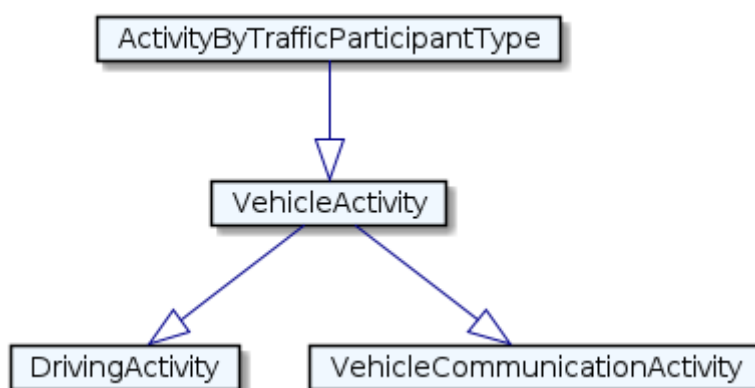 ActivityByTrafficParticipantType
VehicleActivity
DrivingActivity
VehicleCommunicationActivity